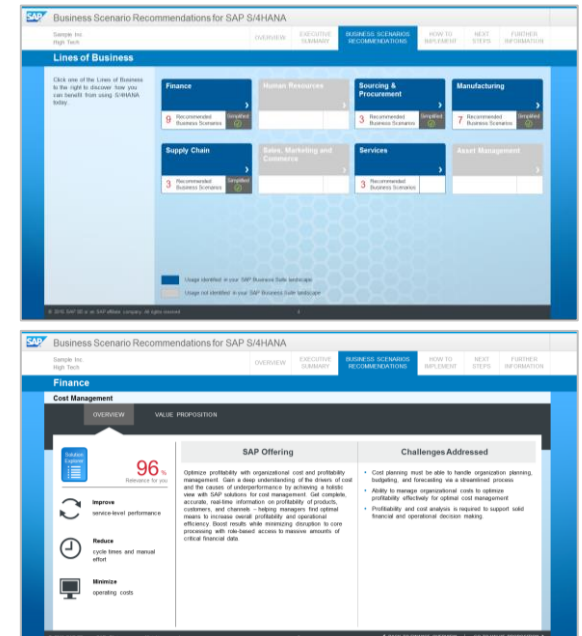 SAP
Business Scenario Recommendations for SAP S/4HANA
Sample Inc.
High Tech
OVERVIEW
EXECUTIVE
SUMMARY
BUSINESS SCENARIOS
RECOMMENDATIONS
HOW TO
IMPLEMENT
NEXT
STEPS
FURTHER
INFORMATION
Lines of Business
Click one of the Lines of Business
to the right to discover how you
can benefit from using S/4HANA
today.
Finance
9 Recommended
Business Scenarios
Simplified
Human Resources
Sourcing &
Procurement
3 Recommended
Business Scenarios
Simplified
Manufacturing
7 Recommended
Business Scenarios
Simplified
Supply Chain
3 Recommended
Business Scenarios
Simplified
Sales, Marketing and
Commerce
Services
3 Recommended
Business Scenarios
Asset Management
Usage identified in your SAP Business Suite landscape
Usage not identified in your SAP Business Suite landscape
SAP SE or an SAP affiliate company. All rights reserved.
SAP
Business Scenario Recommendations for SAP S/4HANA
Sample Inc.
High Tech
OVERVIEW
EXECUTIVE
SUMMARY
BUSINESS SCENARIOS
RECOMMENDATIONS
HOW TO
IMPLEMENT
NEXT
STEPS
FURTHER
INFORMATION
Finance
Cost Management
OVERVIEW
VALUE PROPOSITION
Solution
Explorer
96 %
Relevance for you
Improve
service-level performance
Reduce
cycle times and manual
effort
Minimize
operating costs
SAP Offering
Optimize profitability with organizational cost and profitability
management. Gain a deep understanding of the drivers of cost
and the causes of underperformance by achieving a holistic
view with SAP solutions for cost management. Get complete,
accurate, real-time information on profitability of products,
customers, and channels - helping managers find optimal
means to increase overall profitability and operational
efficiency. Boost results while minimizing disruption to core
processing with role-based access to massive amounts of
critical financial data.
Challenges Addressed
• Cost planning must be able to handle organization planning,
budgeting, and forecasting via a streamlined process
• Ability to manage organizational costs to optimize
profitability effectively for optimal cost management
• Profitability and cost analysis is required to support solid
financial and operational decision making.